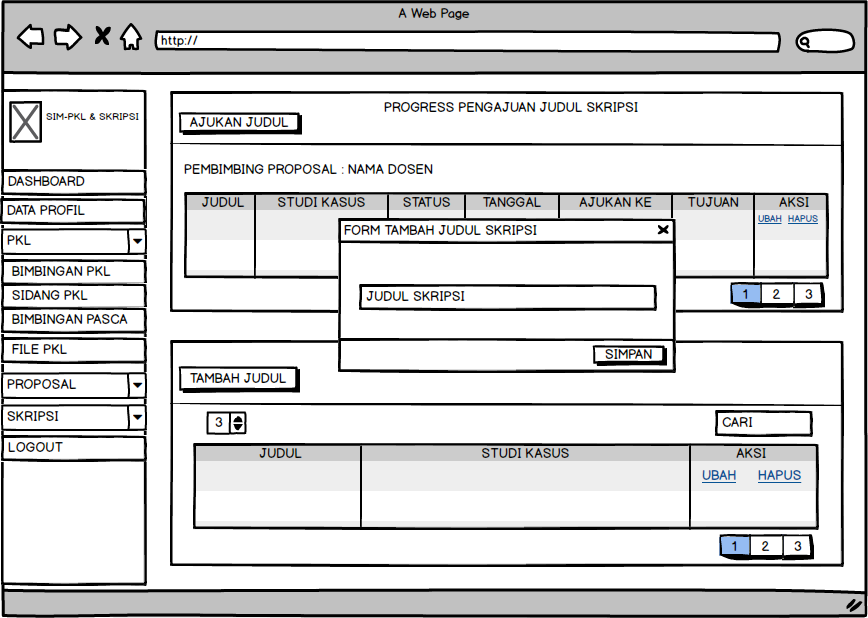 A Web Page
http://
SIM-PKL & SKRIPSI
DASHBOARD
DATA PROFIL
PKL
BIMBINGAN PKL
SIDANG PKL
BIMBINGAN PASCA
FILE PKL
PROPOSAL
SKRIPSI
LOGOUT
PROGRESS PENGAJUAN JUDUL SKRIPSI
AJUKAN JUDUL
PEMBIMBING PROPOSAL : NAMA DOSEN
JUDUL STUDI KASUS STATUS TANGGAL AJUKAN KE TUJUAN AKSI
UBAH HAPUS
FORM TAMBAH JUDUL SKRIPSI
JUDUL SKRIPSI
SIMPAN
1 2 3
TAMBAH JUDUL
3 CARI
JUDUL STUDI KASUS AKSI
UBAH HAPUS
1 2 3